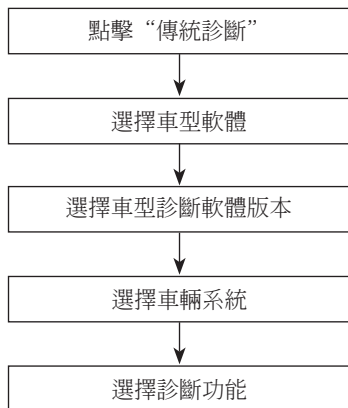 點擊“傳統診斷”
選擇車型軟體
選擇車型診斷軟體版本
選擇車輛系統
選擇診斷功能